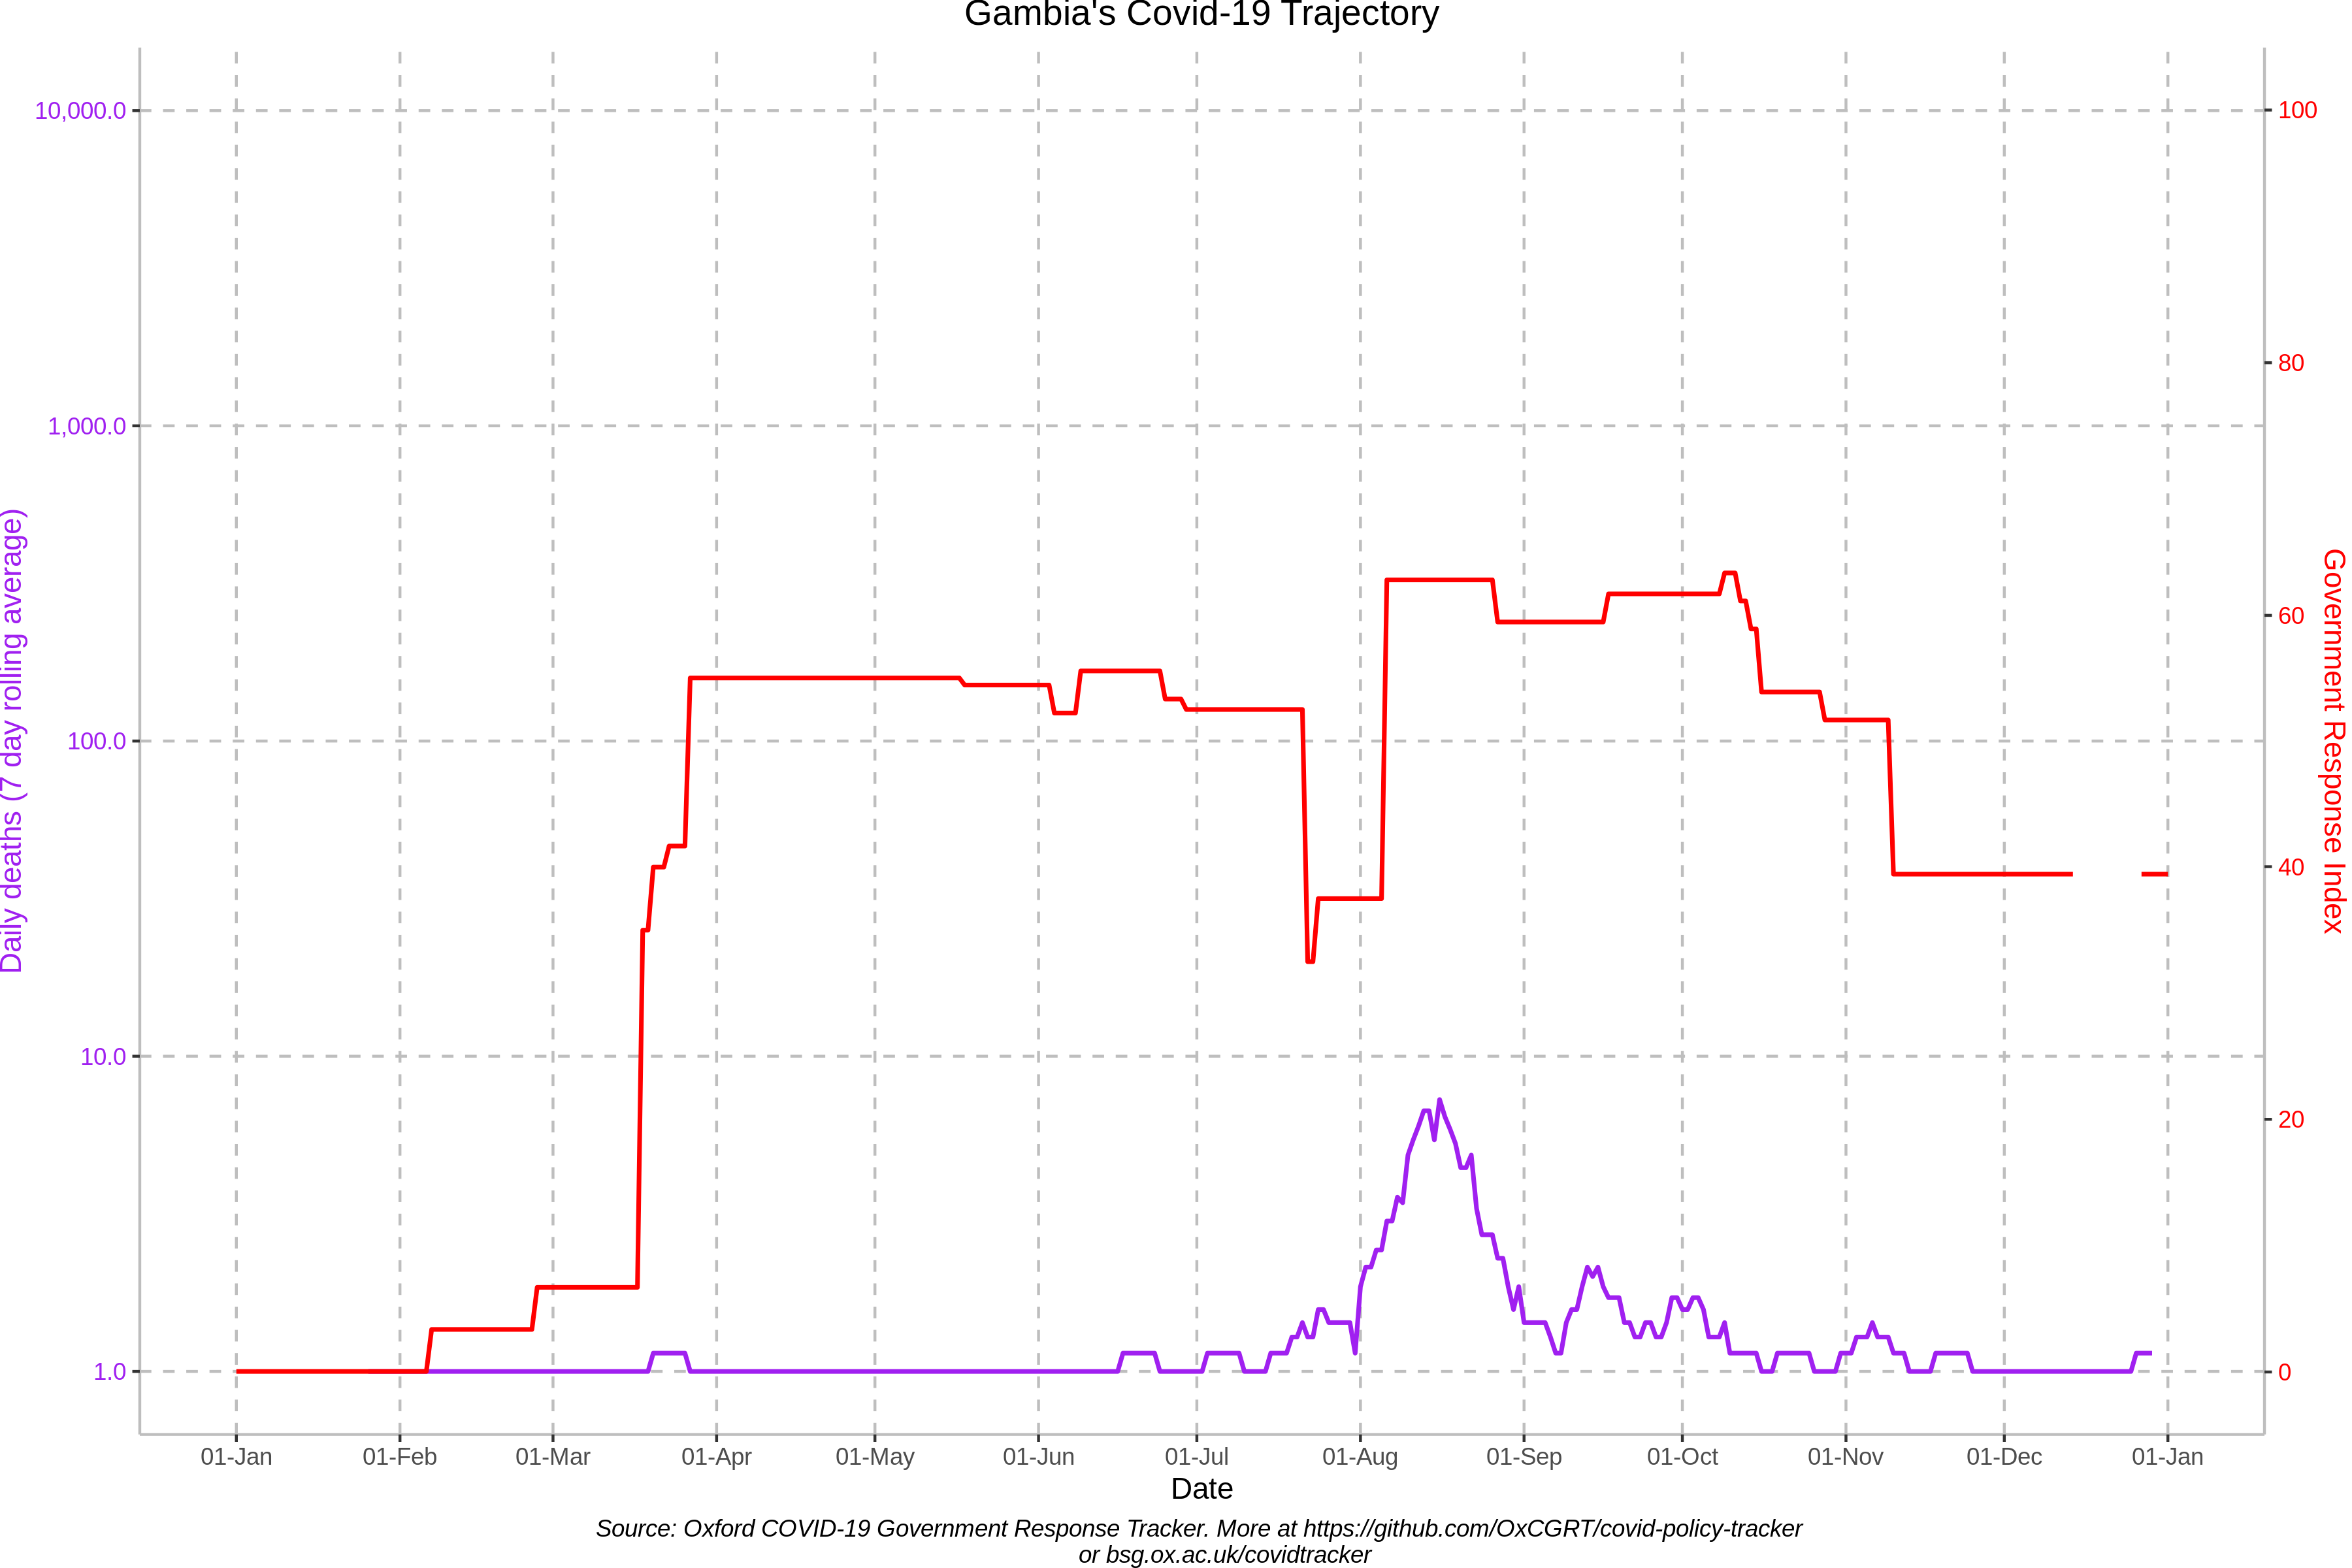 Gambia's Covid-19 Trajectory
10,000.0
1,000.0
100.0
10.0
1.0
Daily deaths (7 day rolling average)
100
80
60
40
20
0
Government Response Index
01-Jan 01-Feb 01-Mar 01-Apr 01-May 01-Jun 01-Jul 01-Aug 01-Sep 01-Oct 01-Nov 01-Dec 01-Jan
Date
Source: Oxford COVID-19 Government Response Tracker. More at https://github.com/OxCGRT/covid-policy-tracker
or bsg.ox.ac.uk/covidtracker